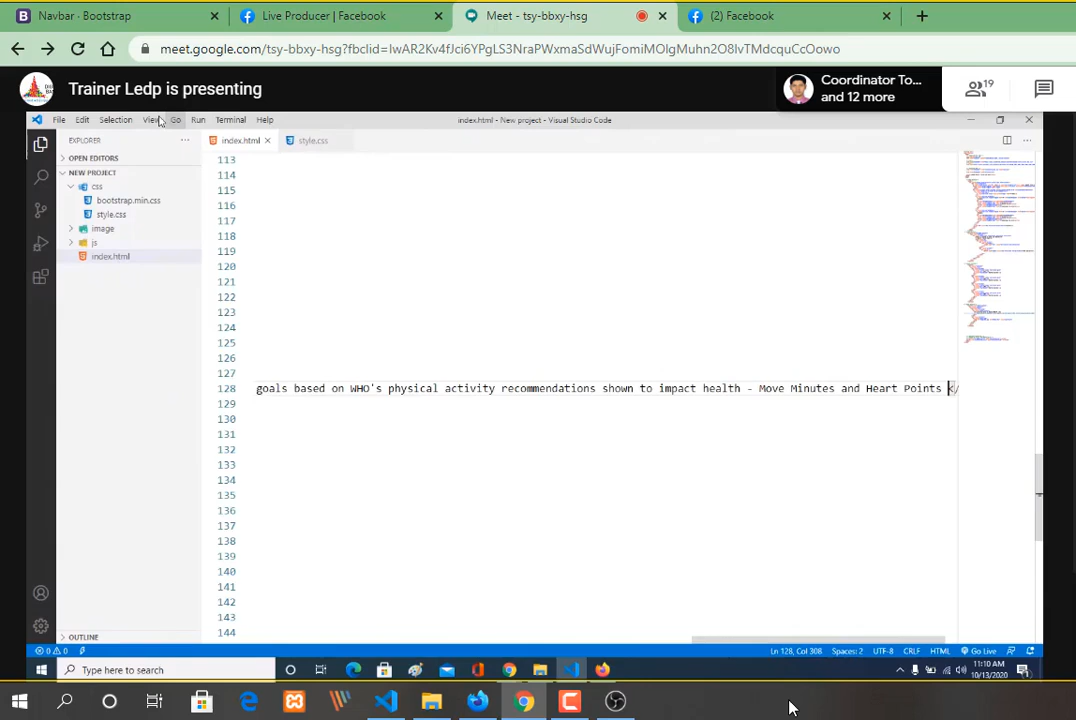 Navbar · Bootstrap
Live Producer | Facebook
Meet - tsy-bbxy-hsg
(2) Facebook
meet.google.com/tsy-bbxy-hsg?fbclid=IwAR2Kv4fJci6YPgLS3NraPWxmaSdWujFomiMOlgMuhn2O8lvTMdcquCcOowo
Trainer Ledp is presenting
Coordinator To...
and 12 more
19
File Edit Selection View Go Run Terminal Help
index.html - New project - Visual Studio Code
EXPLORER
index.html
style.css
OPEN EDITORS
NEW PROJECT
css
bootstrap.min.css
style.css
image
js
index.html
113
114
115
116
117
118
119
120
121
122
123
124
125
126
127
128 goals based on WHO's physical activity recommendations shown to impact health - Move Minutes and Heart Points </
129
130
131
132
133
134
135
136
137
138
139
140
141
142
143
144
OUTLINE
0 0
Ln 128, Col 308 Spaces: 2 UTF-8 CRLF HTML Go Live
Type here to search
11:10 AM
10/13/2020